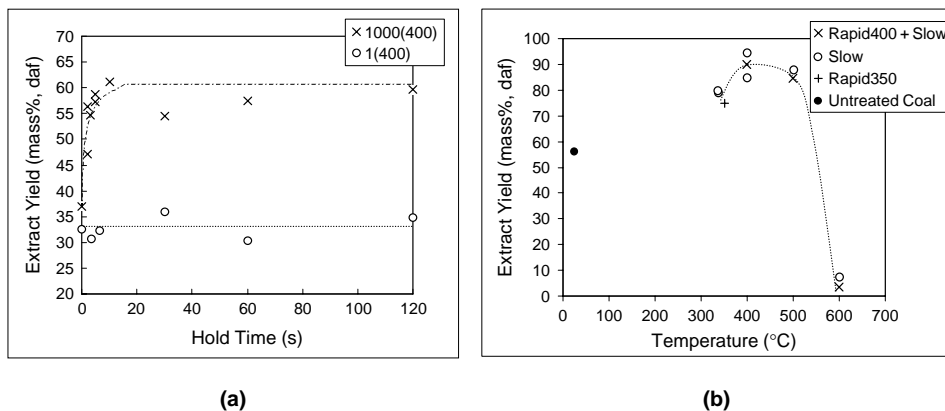 × 1000(400)
○ 1(400)
Extract Yield (mass%, daf)
70
65
60
55
50
45
40
35
30
25
20
0 20 40 60 80 100 120
Hold Time (s)
(a)
× Rapid400 + Slow
○ Slow
+ Rapid350
● Untreated Coal
Extract Yield (mass%, daf)
100
90
80
70
60
50
40
30
20
10
0
0 100 200 300 400 500 600 700
Temperature (°C)
(b)